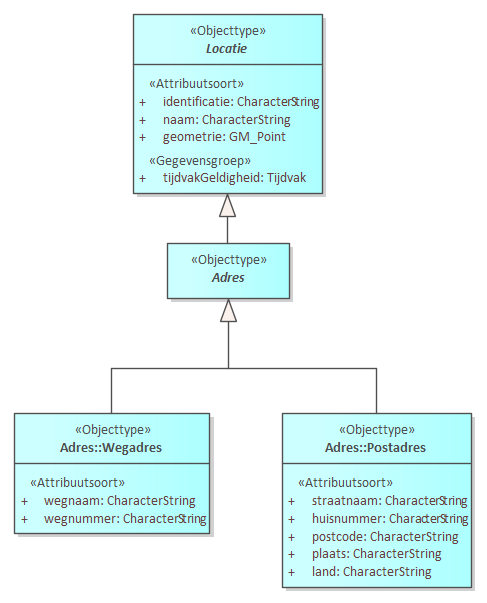 «Objecttype»
Locatie
«Attribuutsoort»
+ identificatie: CharacterString
+ naam: CharacterString
+ geometrie: GM_Point
«Gegevensgroep»
+ tijdvakGeldigheid: Tijdvak
«Objecttype»
Adres
«Objecttype»
Adres::Wegadres
«Attribuutsoort»
+ wegnaam: CharacterString
+ wegnummer: CharacterString
«Objecttype»
Adres::Postadres
«Attribuutsoort»
+ straatnaam: CharacterString
+ huisnummer: CharacterString
+ postcode: CharacterString
+ plaats: CharacterString
+ land: CharacterString